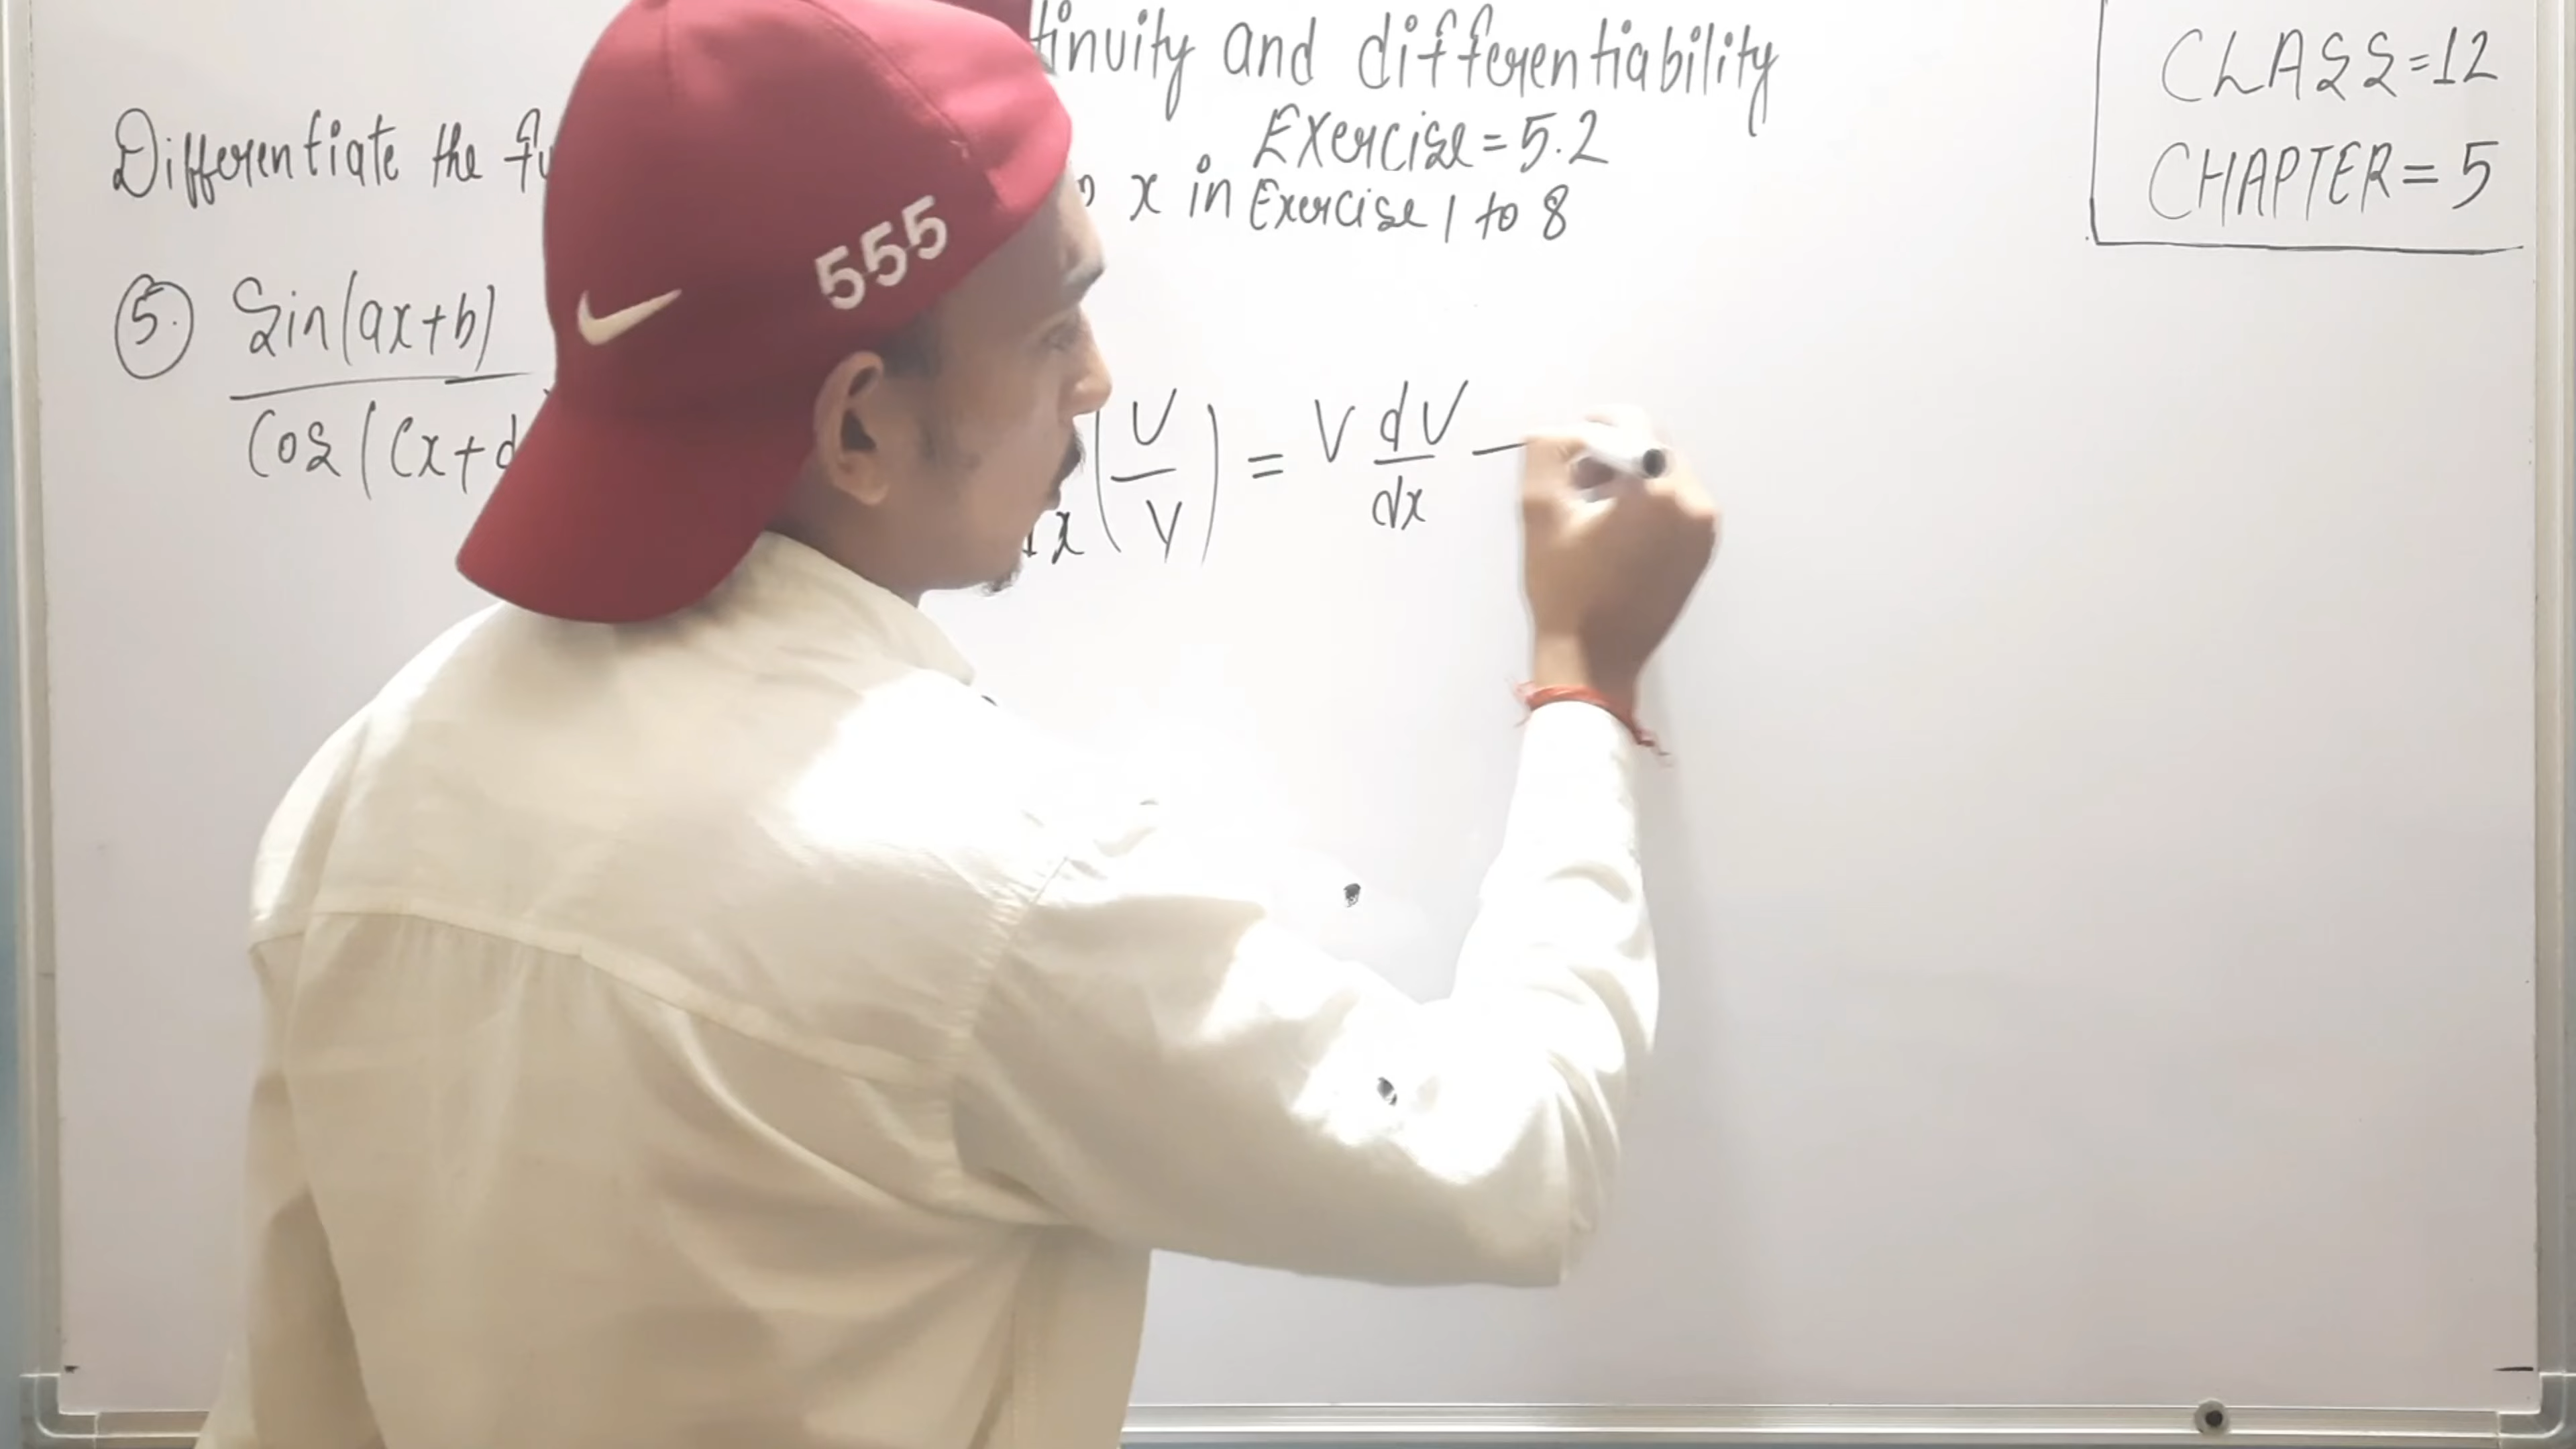 and differentiability
CLASS=12
Exercise=5.2
CHAPTER=5
Differentiate the
x in Exercise 1 to 8
555
5. Sin(ax+b)
Cos(Cx+d
x(U/V) = V dU/dx —